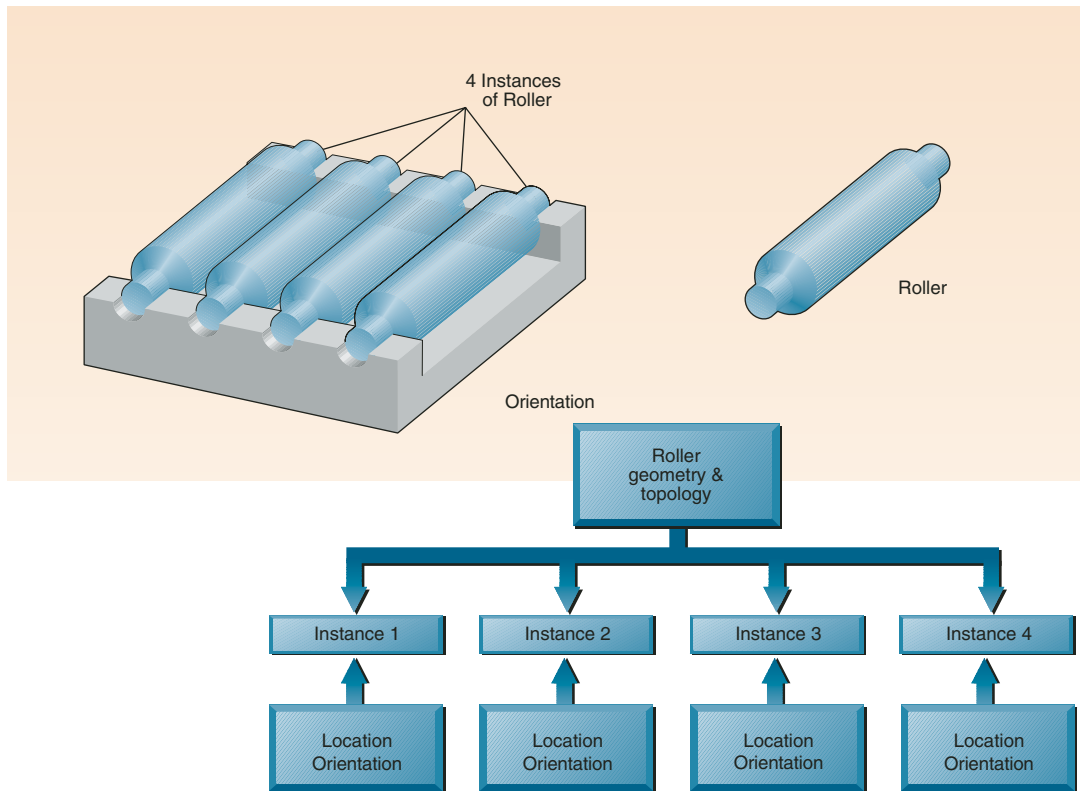 4 Instances
of Roller
Roller
Orientation
Roller
geometry &
topology
Instance 1
Instance 2
Instance 3
Instance 4
Location
Orientation
Location
Orientation
Location
Orientation
Location
Orientation